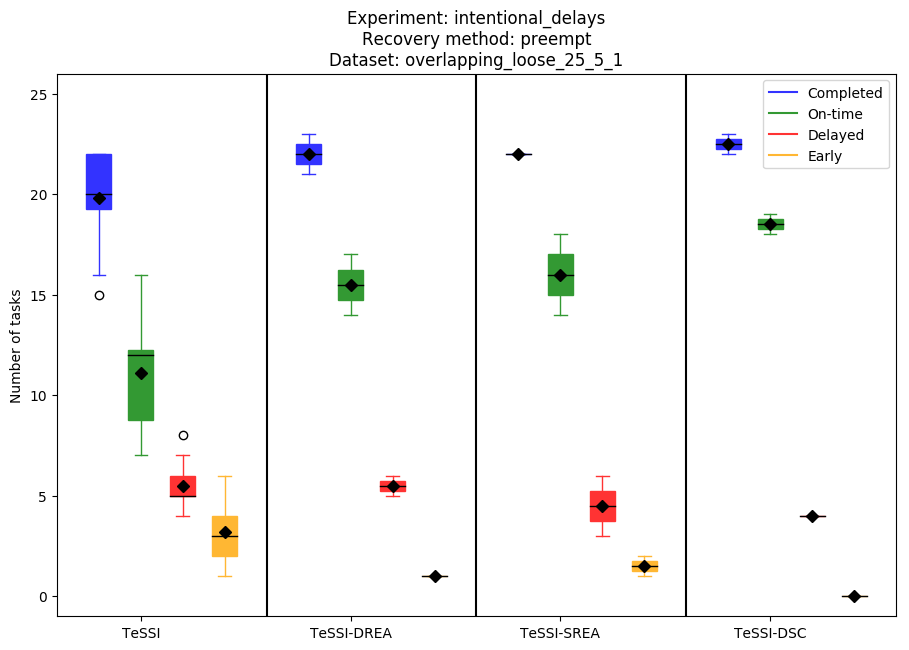 Experiment: intentional_delays
Recovery method: preempt
Dataset: overlapping_loose_25_5_1
Completed
On-time
Delayed
Early
Number of tasks
25
20
15
10
5
0
TeSSI
TeSSI-DREA
TeSSI-SREA
TeSSI-DSC